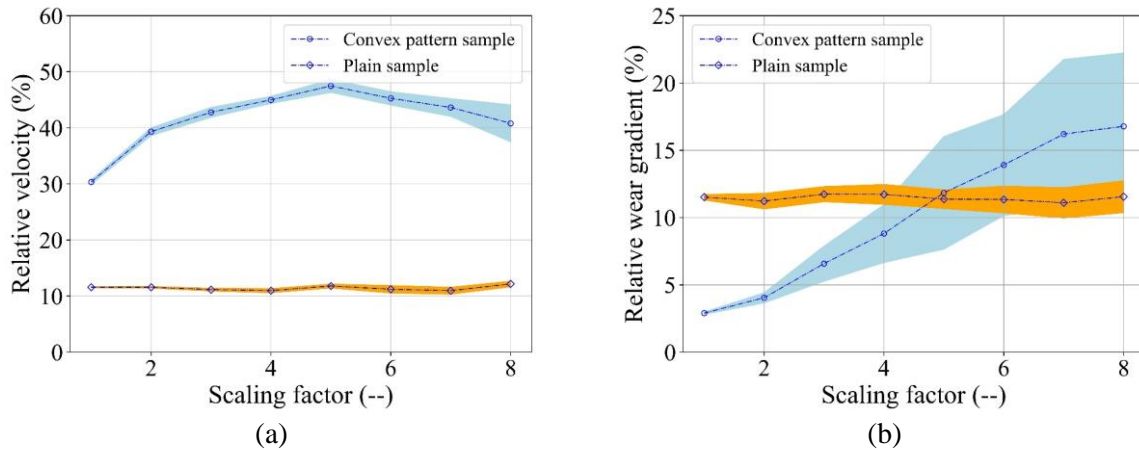 60
50
40
30
20
10
0
2
4
6
8
Relative velocity (%)
Scaling factor (--)
Convex pattern sample
Plain sample
(a)
25
20
15
10
5
0
2
4
6
8
Relative wear gradient (%)
Scaling factor (--)
Convex pattern sample
Plain sample
(b)